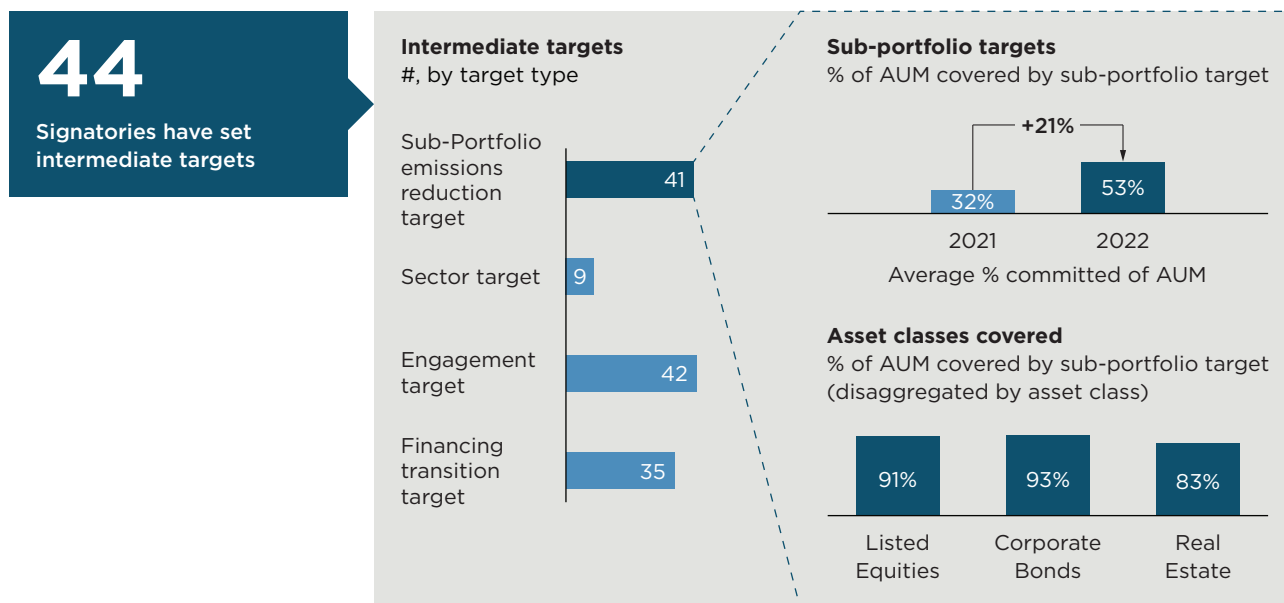 44
Signatories have set
intermediate targets
Intermediate targets
#, by target type
Sub-Portfolio
emissions
reduction
target
41
Sector target
9
Engagement
target
42
Financing
transition
target
35
Sub-portfolio targets
% of AUM covered by sub-portfolio target
+21%
32%
53%
2021
2022
Average % committed of AUM
Asset classes covered
% of AUM covered by sub-portfolio target
(disaggregated by asset class)
91%
93%
83%
Listed
Equities
Corporate
Bonds
Real
Estate